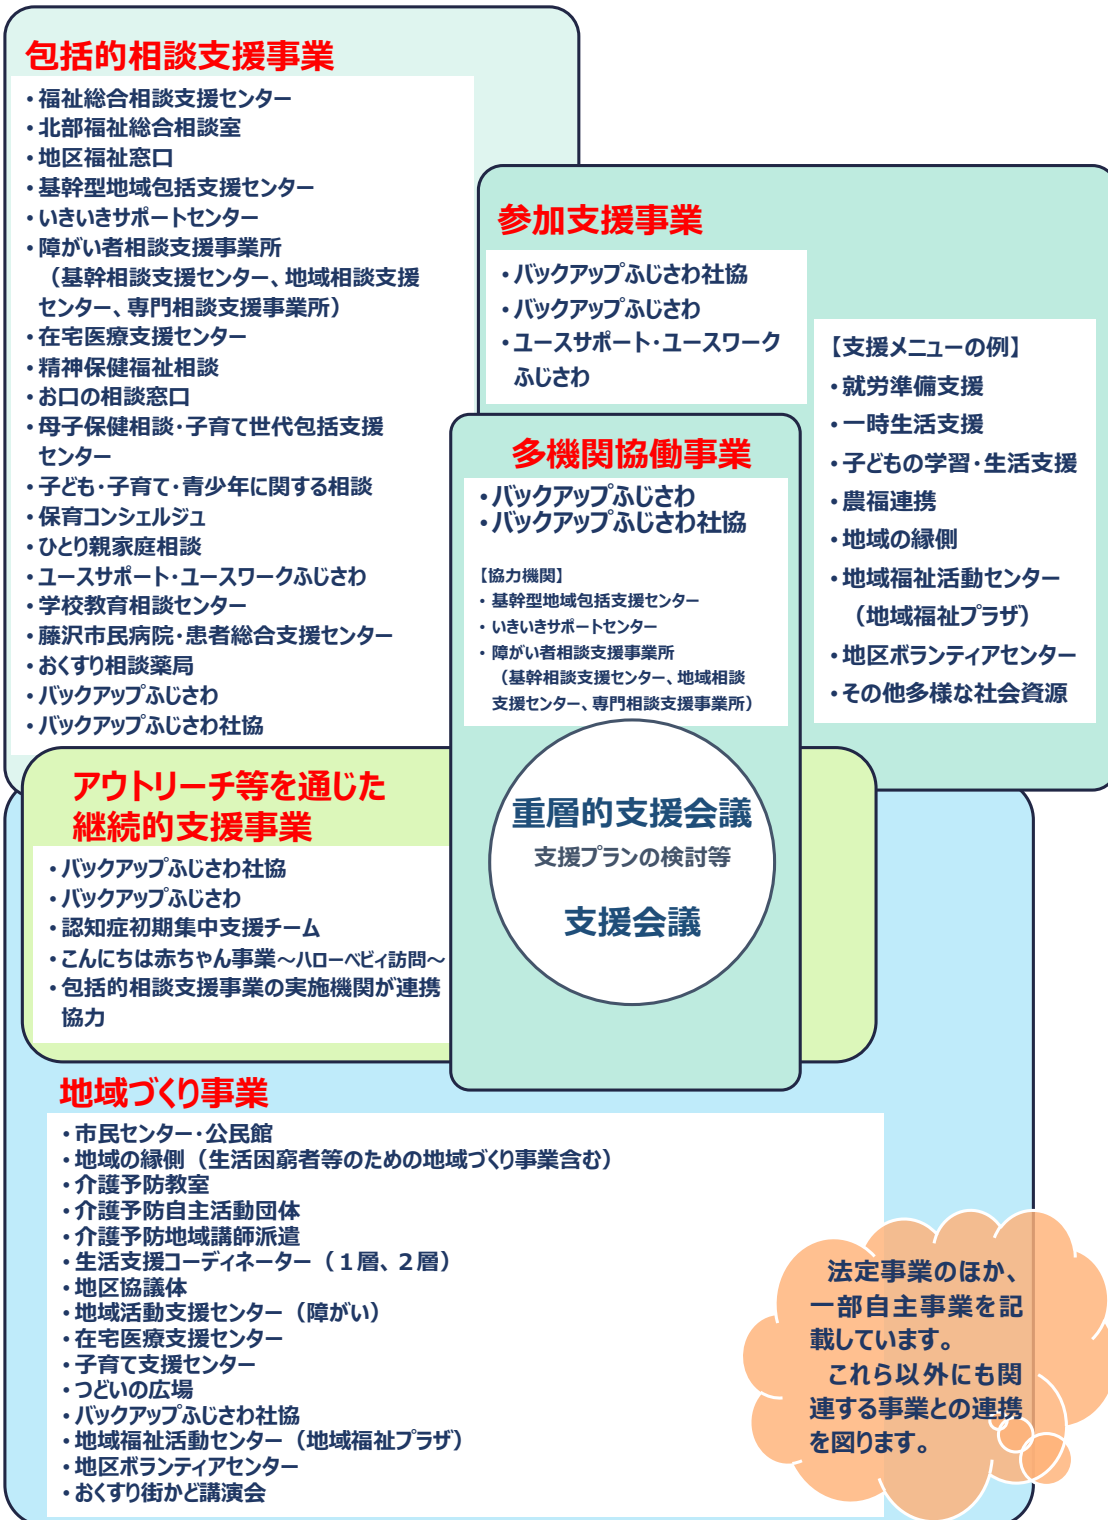 包括的相談支援事業
・福祉総合相談支援センター
・北部福祉総合相談室
・地区福祉窓口
・基幹型地域包括支援センター
・いきいきサポートセンター
・障がい者相談支援事業所
（基幹相談支援センター、地域相談支援
センター、専門相談支援事業所）
・在宅医療支援センター
・精神保健福祉相談
・お口の相談窓口
・母子保健相談・子育て世代包括支援
センター
・子ども・子育て・青少年に関する相談
・保育コンシェルジュ
・ひとり親家庭相談
・ユースサポート・ユースワークふじさわ
・学校教育相談センター
・藤沢市民病院・患者総合支援センター
・おくすり相談薬局
・バックアップふじさわ
・バックアップふじさわ社協
参加支援事業
・バックアップふじさわ社協
・バックアップふじさわ
・ユースサポート・ユースワーク
ふじさわ
【支援メニューの例】
・就労準備支援
・一時生活支援
・子どもの学習・生活支援
・農福連携
・地域の縁側
・地域福祉活動センター
（地域福祉プラザ）
・地区ボランティアセンター
・その他多様な社会資源
多機関協働事業
・バックアップふじさわ
・バックアップふじさわ社協
【協力機関】
・基幹型地域包括支援センター
・いきいきサポートセンター
・障がい者相談支援事業所
（基幹相談支援センター、地域相談
支援センター、専門相談支援事業所）
重層的支援会議
支援プランの検討等
支援会議
アウトリーチ等を通じた
継続的支援事業
・バックアップふじさわ社協
・バックアップふじさわ
・認知症初期集中支援チーム
・こんにちは赤ちゃん事業～ハローベビィ訪問～
・包括的相談支援事業の実施機関が連携
協力
地域づくり事業
・市民センター・公民館
・地域の縁側（生活困窮者等のための地域づくり事業含む）
・介護予防教室
・介護予防自主活動団体
・介護予防地域講師派遣
・生活支援コーディネーター（１層、２層）
・地区協議体
・地域活動支援センター（障がい）
・在宅医療支援センター
・子育て支援センター
・つどいの広場
・バックアップふじさわ社協
・地域福祉活動センター（地域福祉プラザ）
・地区ボランティアセンター
・おくすり街かど講演会
法定事業のほか、
一部自主事業を記
載しています。
これら以外にも関
連する事業との連携
を図ります。